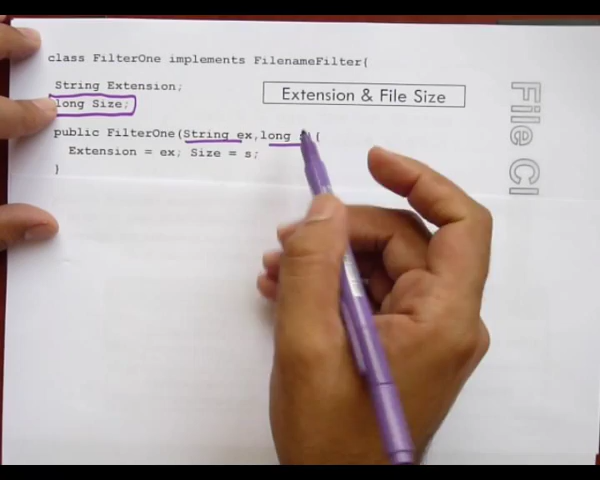 class FilterOne implements FilenameFilter{
String Extension;
long Size;
Extension & File Size
public FilterOne(String ex,long {
Extension = ex; Size = s;
}
File Cl